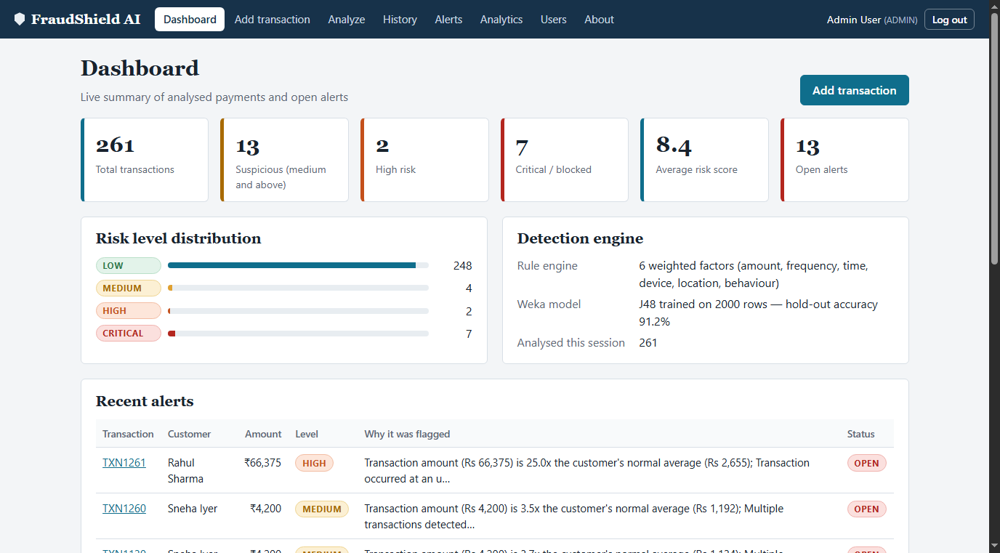 FraudShield AI Dashboard Add transaction Analyze History Alerts Analytics Users About Admin User (ADMIN) Log out
Dashboard
Live summary of analysed payments and open alerts
Add transaction
261
Total transactions
13
Suspicious (medium
and above)
2
High risk
7
Critical / blocked
8.4
Average risk score
13
Open alerts
Risk level distribution
LOW 248
MEDIUM 4
HIGH 2
CRITICAL 7
Detection engine
Rule engine 6 weighted factors (amount, frequency, time,
device, location, behaviour)
Weka model J48 trained on 2000 rows — hold-out accuracy
91.2%
Analysed this session 261
Recent alerts
Transaction Customer Amount Level Why it was flagged Status
TXN1261 Rahul ₹66,375 HIGH Transaction amount (Rs 66,375) is 25.0x the customer's normal average (Rs 2,655); Transaction OPEN
Sharma occurred at an u...
TXN1260 Sneha Iyer ₹4,200 MEDIUM Transaction amount (Rs 4,200) is 3.5x the customer's normal average (Rs 1,192); Multiple OPEN
transactions detected...
Sneha Iyer ₹4,200 MEDIUM Transaction amount (Rs 4,200) is 3.7x the customer's normal average (Rs 1,134); Multiple OPEN